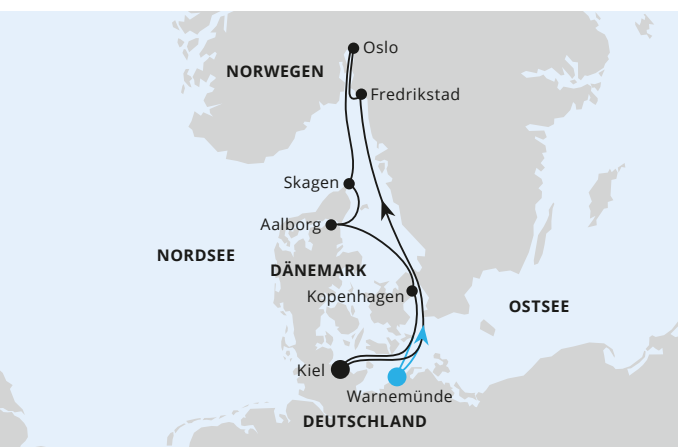 Oslo
NORWEGEN
Fredrikstad
Skagen
Aalborg
NORDSEE
DÄNEMARK
Kopenhagen
OSTSEE
Kiel
Warnemünde
DEUTSCHLAND